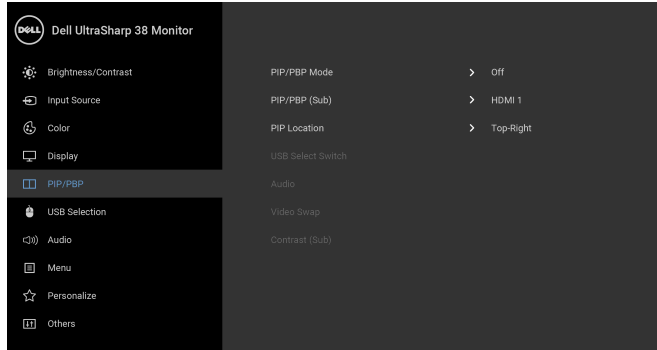 DELL Dell UltraSharp 38 Monitor
Brightness/Contrast
Input Source
Color
Display
PIP/PBP
USB Selection
Audio
Menu
Personalize
Others
PIP/PBP Mode > Off
PIP/PBP (Sub) > HDMI 1
PIP Location > Top-Right
USB Select Switch
Audio
Video Swap
Contrast (Sub)